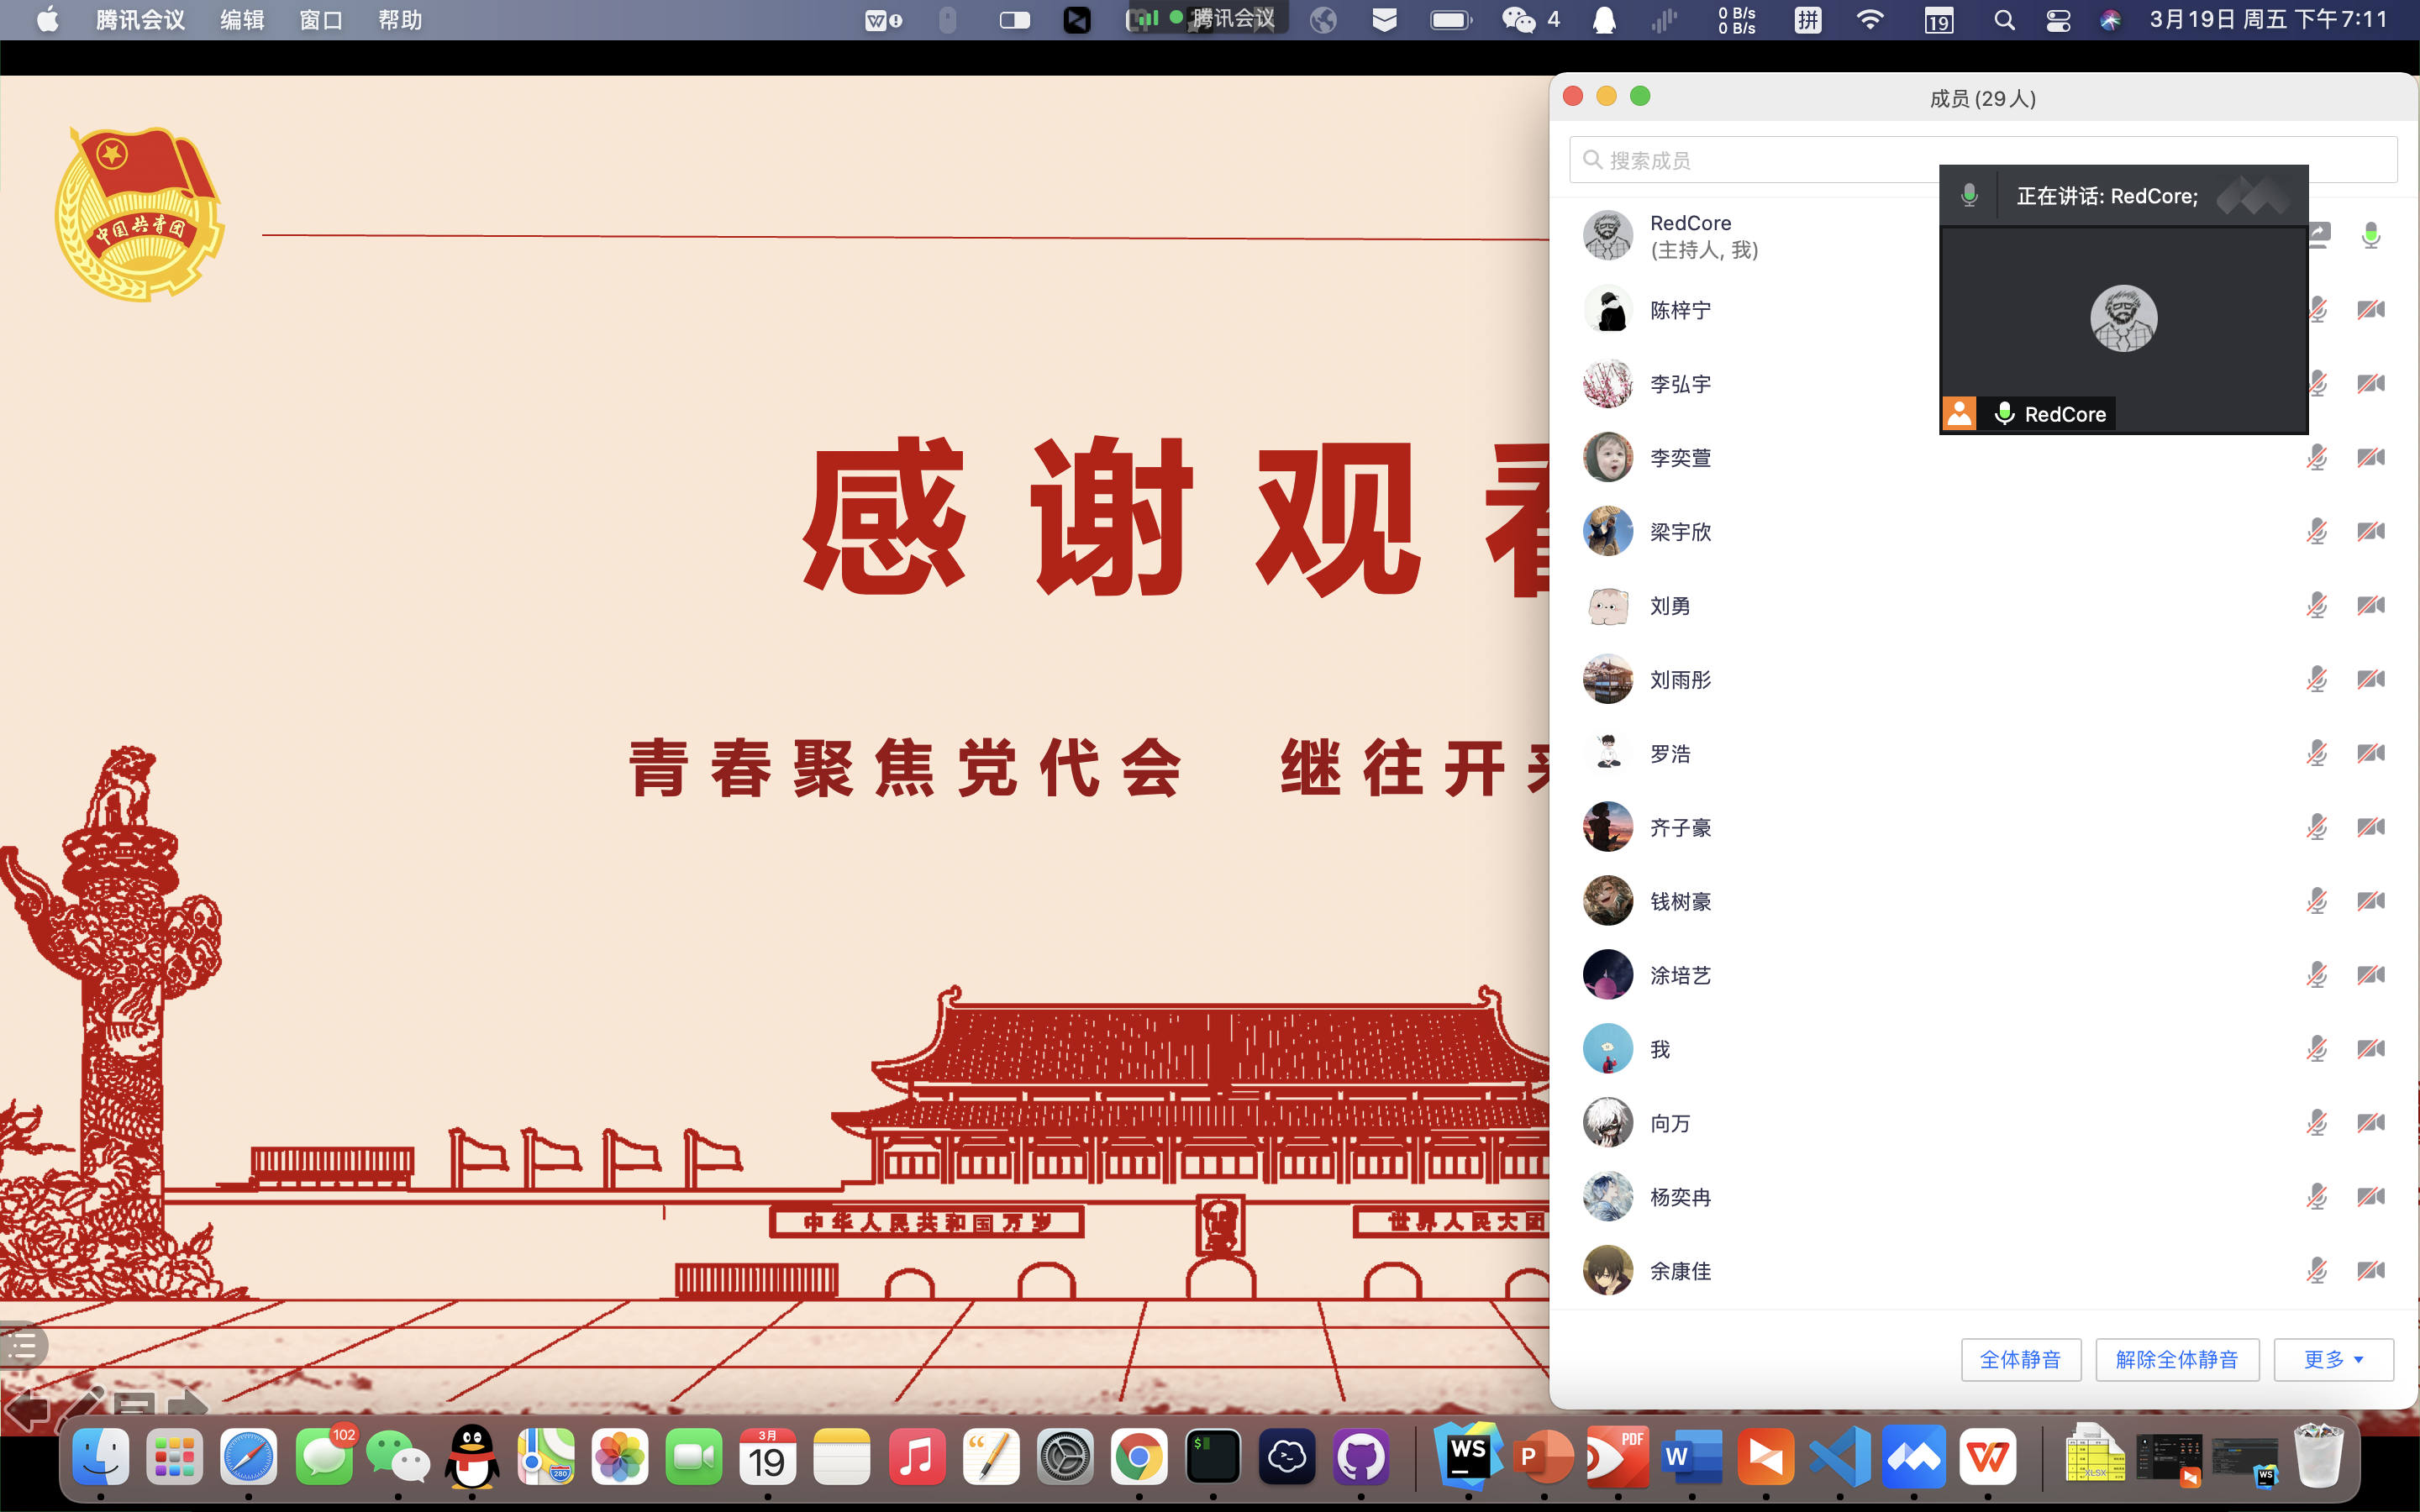 腾讯会议 编辑 窗口 帮助
腾讯会议
4
0 B/s
0 B/s
拼
19
3月19日 周五 下午7:11
中国共青团
感谢观
青春聚焦党代会 继往开
中华人民共和国万岁
世界人民大团
成员(29人)
搜索成员
正在讲话: RedCore;
RedCore
RedCore
(主持人, 我)
陈梓宁
李弘宇
李奕萱
梁宇欣
刘勇
刘雨彤
罗浩
齐子豪
钱树豪
涂培艺
我
向万
杨奕冉
余康佳
全体静音 解除全体静音 更多
102
3月
19
280
$
WS
P
PDF
W
XLSX
WS